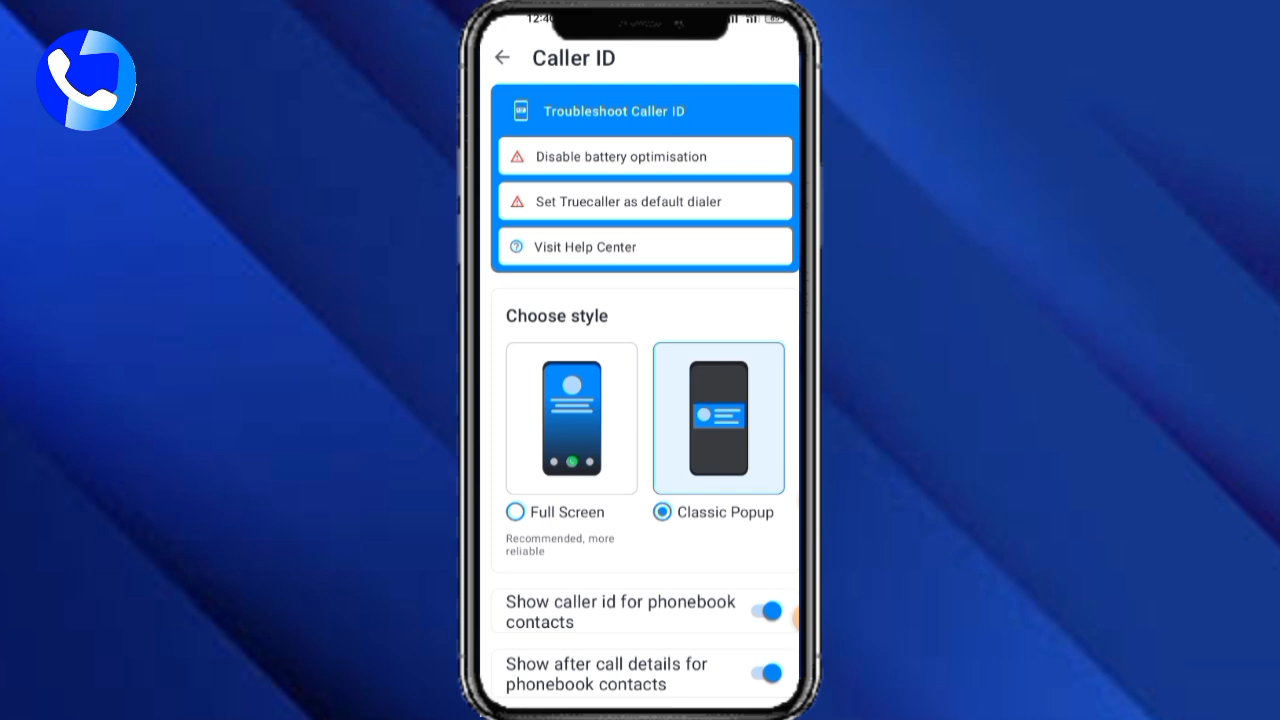 Caller ID
Troubleshoot Caller ID
Disable battery optimisation
Set Truecaller as default dialer
Visit Help Center
Choose style
Full Screen
Classic Popup
Recommended, more
reliable
Show caller id for phonebook
contacts
Show after call details for
phonebook contacts